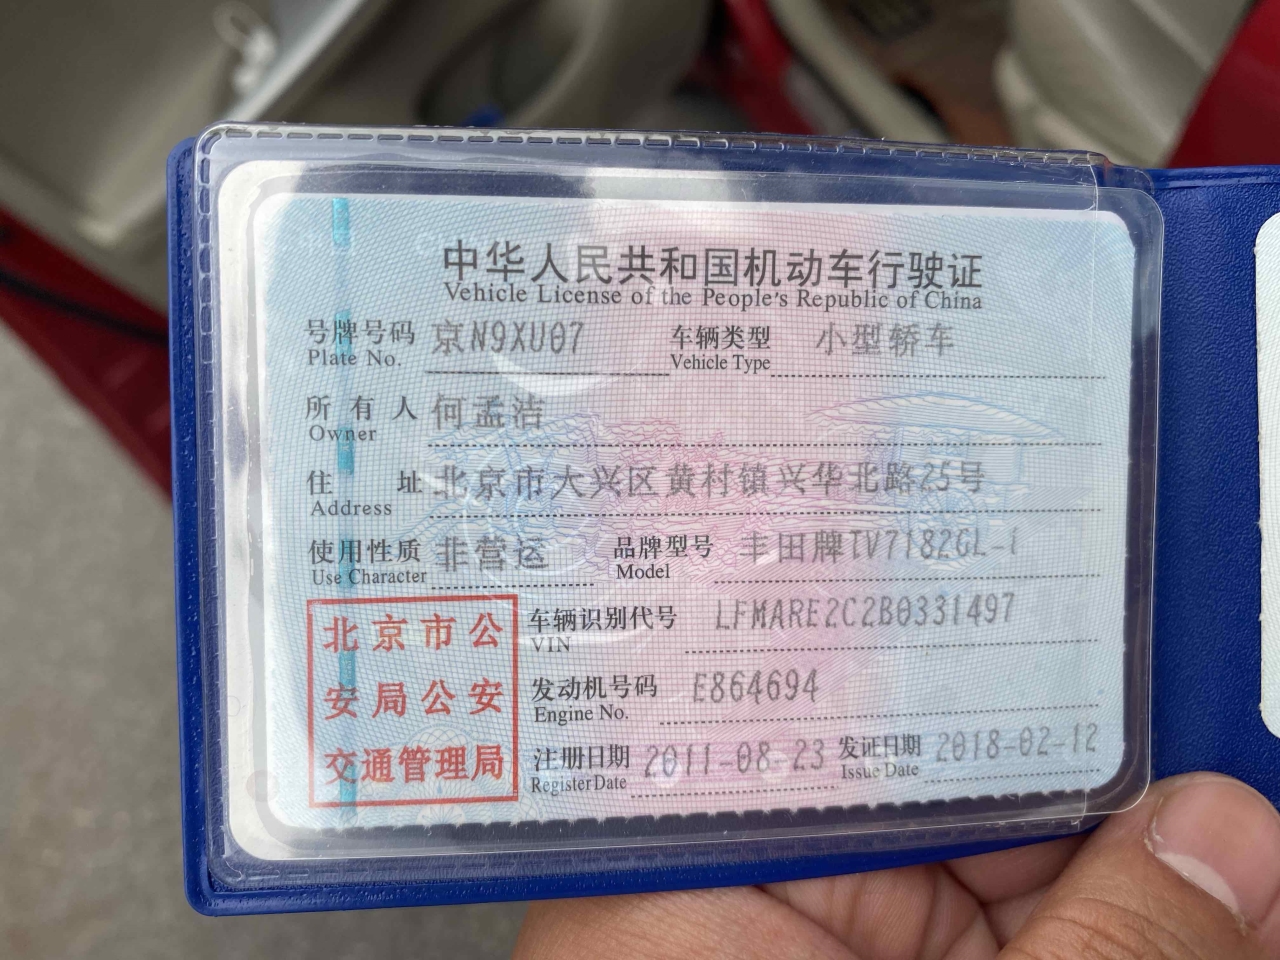 中华人民共和国机动车行驶证
Vehicle License of the People's Republic of China
号牌号码 京N9XU07 车辆类型 小型轿车
Plate No. Vehicle Type
所有人 何孟洁
Owner
住址 北京市大兴区黄村镇兴华北路25号
Address
使用性质 非营运 品牌型号 丰田牌TV7182GL-i
Use Character Model
北京市公
安局公安
交通管理局
车辆识别代号 LFMARE2C2B0331497
VIN
发动机号码 E864694
Engine No.
注册日期 2011-08-23 发证日期 2018-02-12
Register Date Issue Date